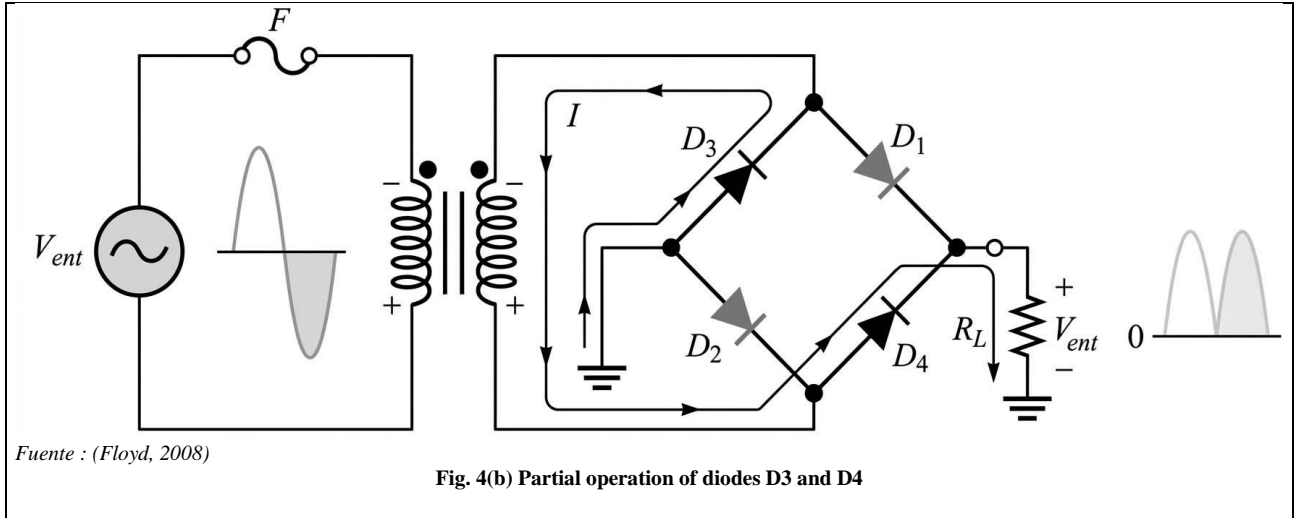 F
I
D3
D1
- -
Vent
+ +
D2
D4
RL
+
Vent
-
0
Fuente : (Floyd, 2008)
Fig. 4(b) Partial operation of diodes D3 and D4